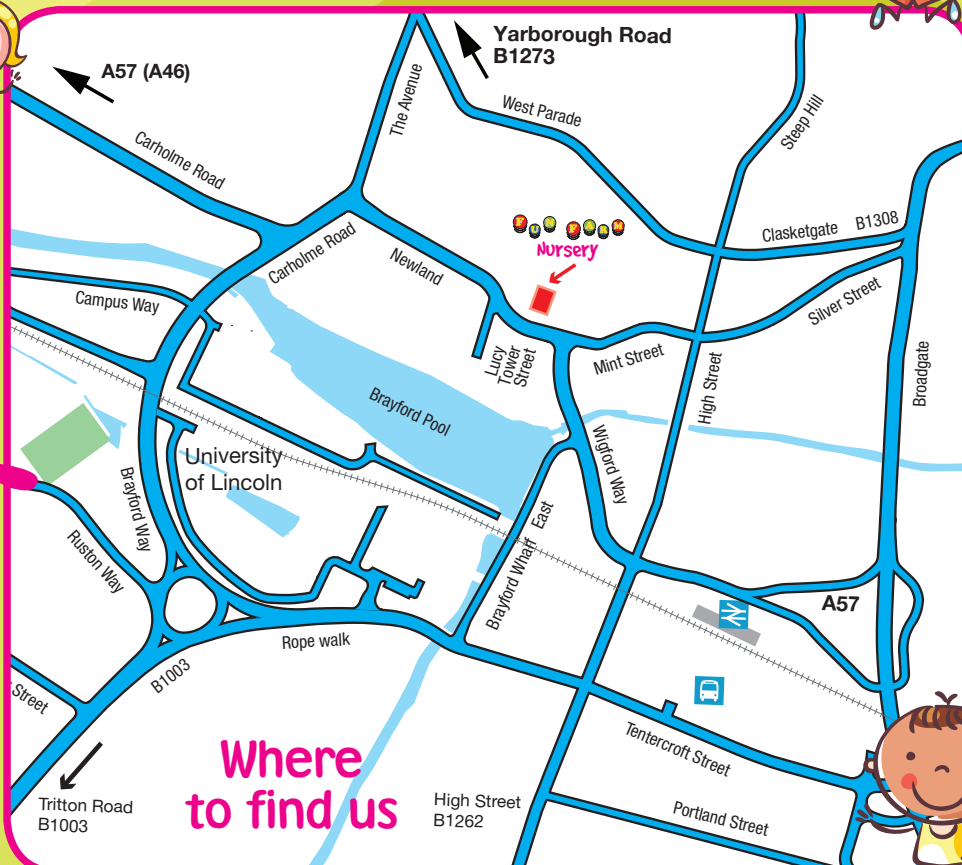 Yarborough Road
B1273
A57 (A46)
The Avenue
West Parade
Steep Hill
Carholme Road
Clasketgate B1308
FUN FARM
Nursery
Carholme Road
Newland
Campus Way
Silver Street
Lucy
Tower
Street
Mint Street
High Street
Broadgate
Brayford Pool
University
of Lincoln
Wigford Way
Brayford Way
Brayford Wharf East
Ruston Way
A57
Rope walk
B1003
Street
Tentercroft Street
Where
to find us
Tritton Road
B1003
High Street
B1262
Portland Street